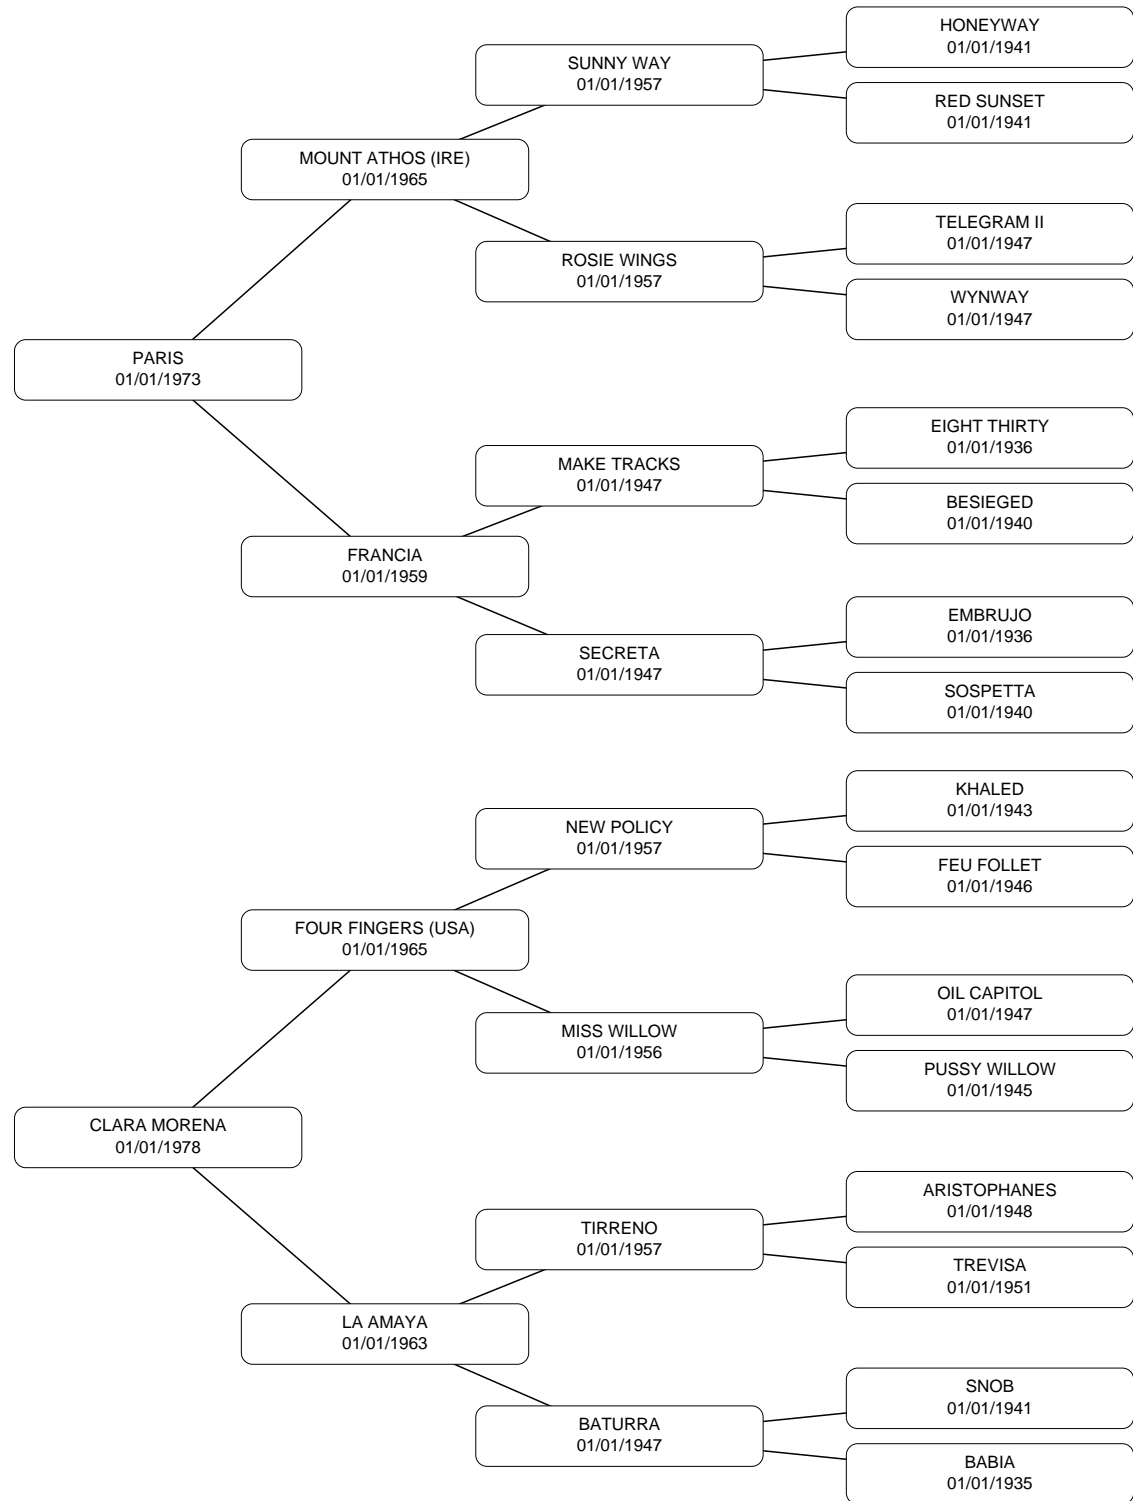 HONEYWAY
01/01/1941
SUNNY WAY
01/01/1957
RED SUNSET
01/01/1941
MOUNT ATHOS (IRE)
01/01/1965
TELEGRAM II
01/01/1947
ROSIE WINGS
01/01/1957
WYNWAY
01/01/1947
PARIS
01/01/1973
EIGHT THIRTY
01/01/1936
MAKE TRACKS
01/01/1947
BESIEGED
01/01/1940
FRANCIA
01/01/1959
EMBRUJO
01/01/1936
SECRETA
01/01/1947
SOSPETTA
01/01/1940
KHALED
01/01/1943
NEW POLICY
01/01/1957
FEU FOLLET
01/01/1946
FOUR FINGERS (USA)
01/01/1965
OIL CAPITOL
01/01/1947
MISS WILLOW
01/01/1956
PUSSY WILLOW
01/01/1945
CLARA MORENA
01/01/1978
ARISTOPHANES
01/01/1948
TIRRENO
01/01/1957
TREVISA
01/01/1951
LA AMAYA
01/01/1963
SNOB
01/01/1941
BATURRA
01/01/1947
BABIA
01/01/1935